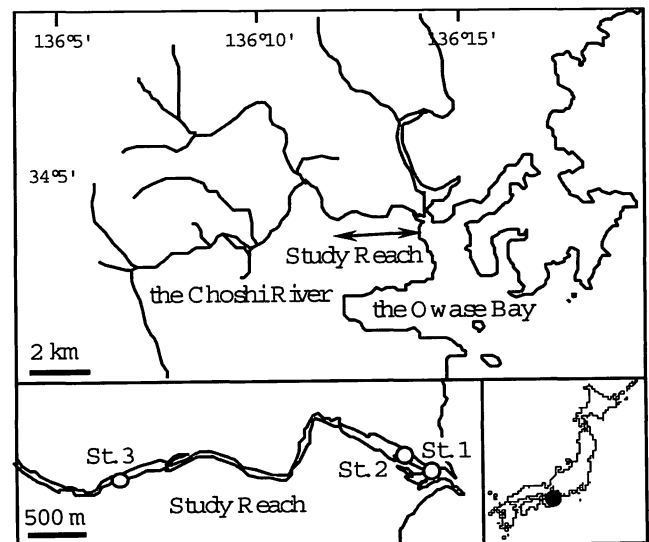 136°5' 136°10' 136°15'
34°5'
Study Reach
the Choshi River the Owase Bay
2 km
St.3 St.2 St.1
Study Reach
500 m